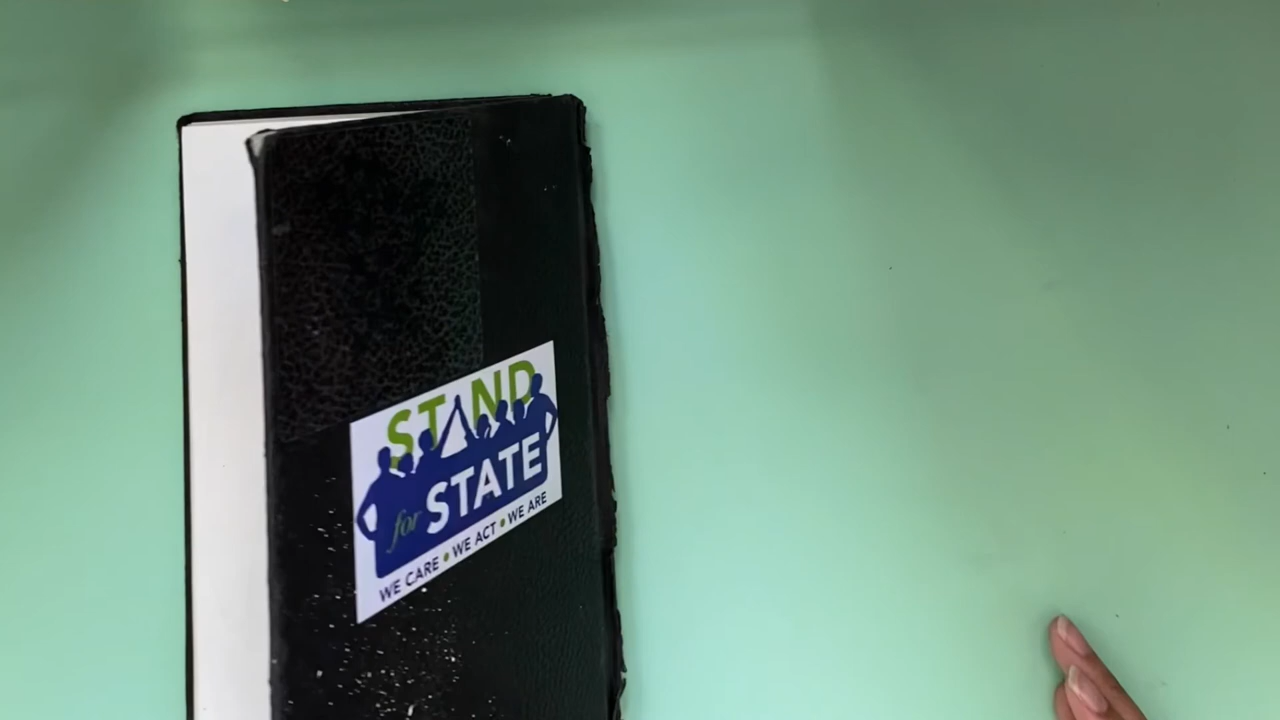 STAND
for STATE
WE CARE • WE ACT • WE ARE